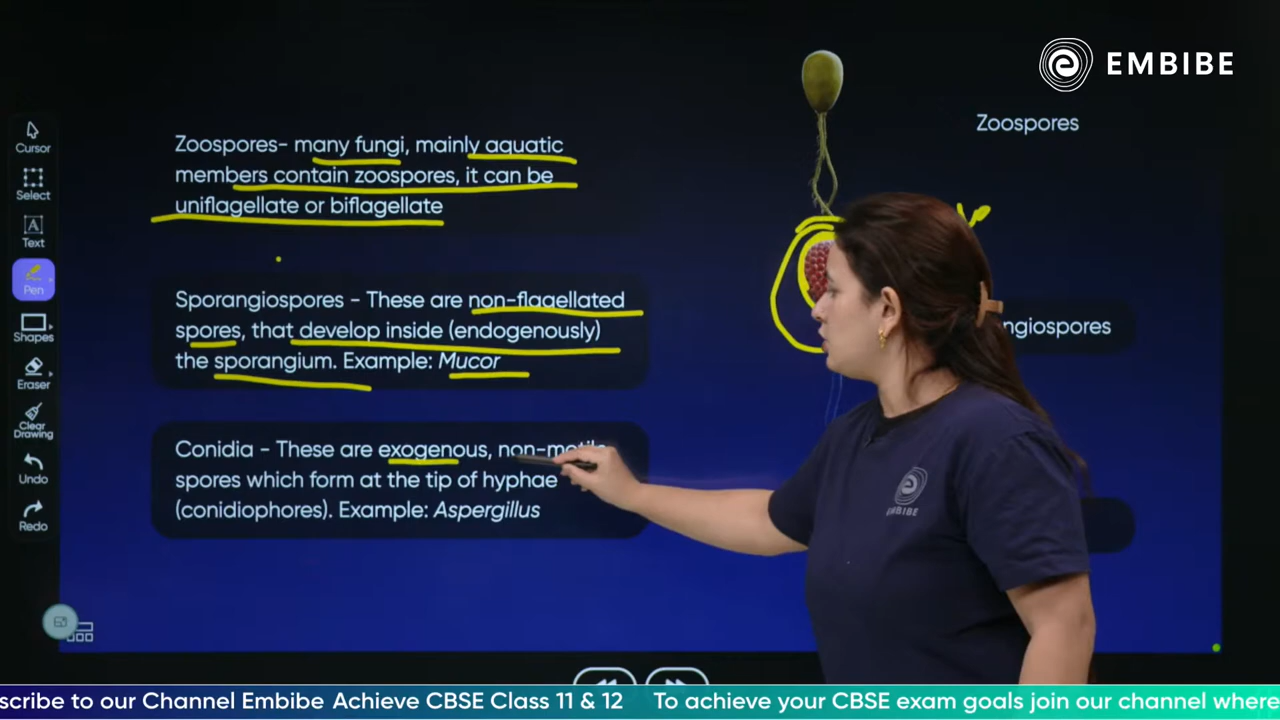 EMBIBE
Zoospores
Cursor
Select
Text
Pen
Shapes
Eraser
Clear
Drawing
Undo
Redo
Zoospores- many fungi, mainly aquatic
members contain zoospores, it can be
uniflagellate or biflagellate
Sporangiospores - These are non-flagellated
spores, that develop inside (endogenously)
the sporangium. Example: Mucor
ngiospores
Conidia - These are exogenous,
spores which form at the tip of hyphae
(conidiophores). Example: Aspergillus
EMBIBE
scribe to our Channel Embibe Achieve CBSE Class 11 & 12 To achieve your CBSE exam goals join our channel where